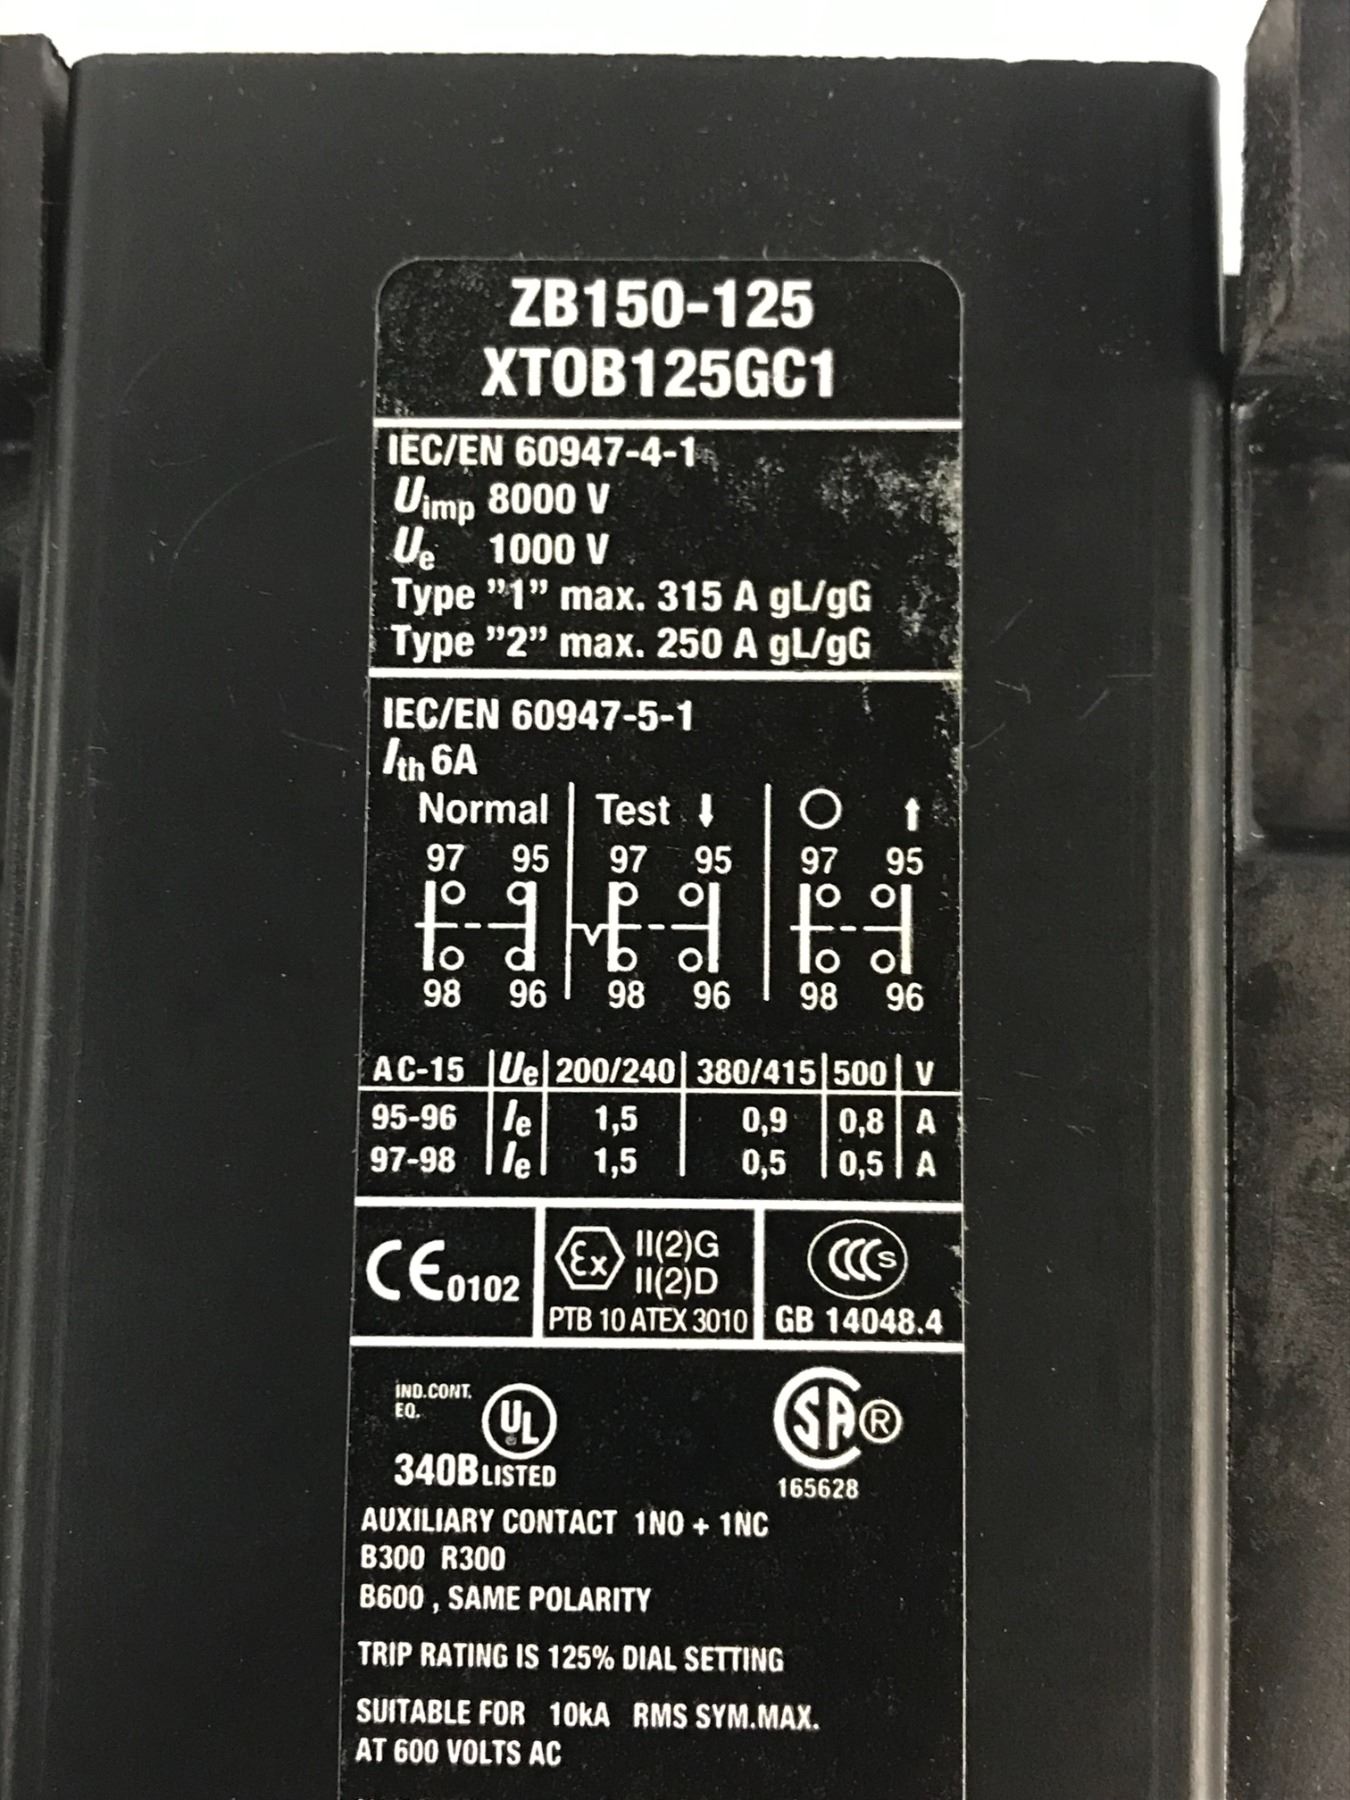 ZB150-125
XTOB125GC1
IEC/EN 60947-4-1
Uimp 8000 V
Ue 1000 V
Type ”1” max. 315 A gL/gG
Type ”2” max. 250 A gL/gG
IEC/EN 60947-5-1
Ith 6A
Normal Test ↓ ○ ↑
97 95 97 95 97 95
98 96 98 96 98 96
AC-15 Ue 200/240 380/415 500 V
95-96 Ie 1,5 0,9 0,8 A
97-98 Ie 1,5 0,5 0,5 A
CE 0102
Ex II(2)G
II(2)D
PTB 10 ATEX 3010
CCC S
GB 14048.4
IND.CONT.
EQ.
UL
340B LISTED
SA ®
165628
AUXILIARY CONTACT 1NO + 1NC
B300 R300
B600 , SAME POLARITY
TRIP RATING IS 125% DIAL SETTING
SUITABLE FOR 10kA RMS SYM.MAX.
AT 600 VOLTS AC